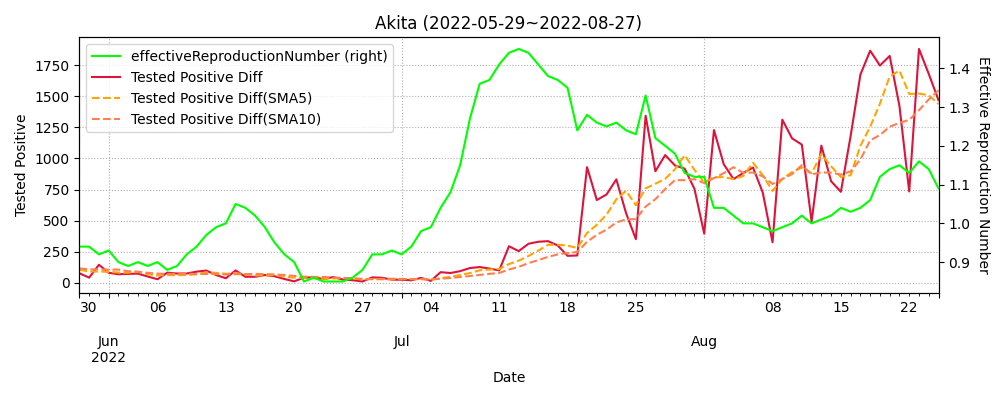 Akita (2022-05-29~2022-08-27)
effectiveReproductionNumber (right)
Tested Positive Diff
Tested Positive Diff(SMA5)
Tested Positive Diff(SMA10)
Tested Positive
1750
1500
1250
1000
750
500
250
0
Effective Reproduction Number
1.4
1.3
1.2
1.1
1.0
0.9
30 06 13 20 27 04 11 18 25 08 15 22
Jun Jul Aug
2022
Date